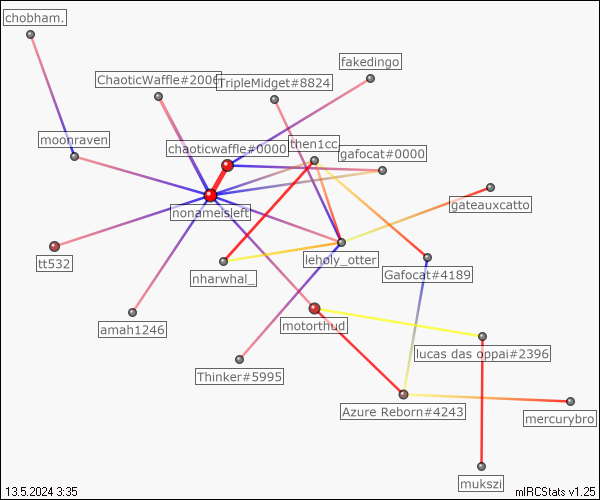 chobham.
fakedingo
ChaoticWaffle#2006
TripleMidget#8824
moonraven
then1cc
chaoticwaffle#0000
gafocat#0000
gateauxcatto
nonameisleft
leholy_otter
tt532
nharwhal_
Gafocat#4189
amah1246
motorthud
lucas das oppai#2396
Thinker#5995
Azure Reborn#4243
mercurybro
mukszi
13.5.2024 3:35
mIRCStats v1.25